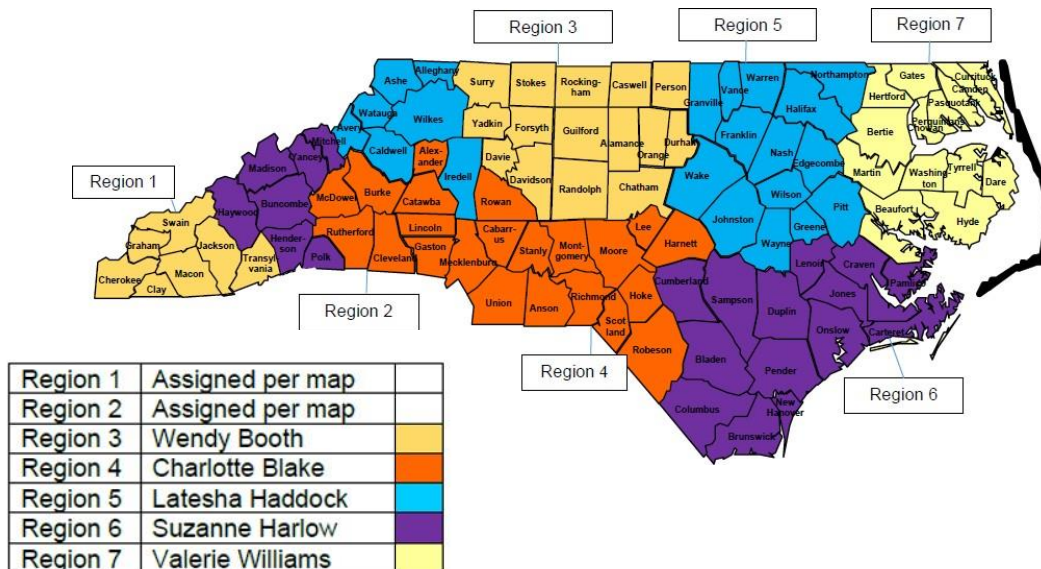 Region 3
Region 5
Region 7
Region 1
Region 2
Region 4
Region 6
Ashe
Alleghany
Surry
Stokes
Rocking-
ham
Caswell
Person
Granville
Vance
Warren
Northampton
Gates
Currituck
Camden
Hertford
Pasquotank
Perquimans
Chowan
Watauga
Wilkes
Yadkin
Forsyth
Guilford
Alamance
Orange
Durham
Franklin
Halifax
Bertie
Avery
Mitchell
Caldwell
Alex-
ander
Iredell
Davie
Davidson
Randolph
Chatham
Wake
Nash
Edgecombe
Martin
Washing-
ton
Tyrrell
Dare
Madison
Yancey
McDowel
Burke
Catawba
Rowan
Johnston
Wilson
Pitt
Beaufort
Hyde
Swain
Haywood
Buncombe
Rutherford
Lincoln
Cabar-
rus
Stanly
Mont-
gomery
Moore
Lee
Harnett
Wayne
Greene
Graham
Jackson
Hender-
son
Polk
Cleveland
Gaston
Mecklenburg
Lenoir
Craven
Pamlico
Cherokee
Clay
Macon
Transyl
vania
Union
Anson
Richmond
Hoke
Scot
land
Cumberland
Sampson
Duplin
Jones
Onslow
Carteret
Robeson
Bladen
Pender
Columbus
New
Hanover
Brunswick
Region 1 Assigned per map
Region 2 Assigned per map
Region 3 Wendy Booth
Region 4 Charlotte Blake
Region 5 Latesha Haddock
Region 6 Suzanne Harlow
Region 7 Valerie Williams